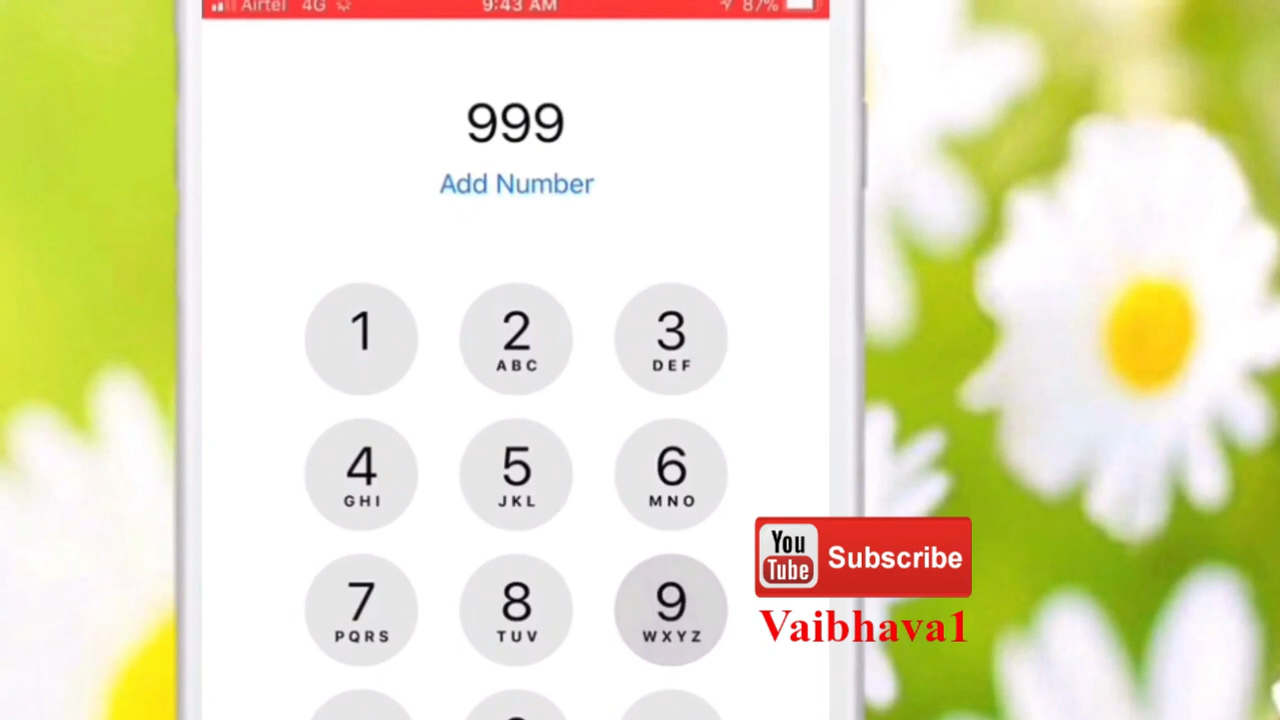 Airtel 4G 9:43 AM 87%
999
Add Number
1 2 3
ABC DEF
4 5 6
GHI JKL MNO
7 8 9
PQRS TUV WXYZ
You Tube Subscribe
Vaibhava1